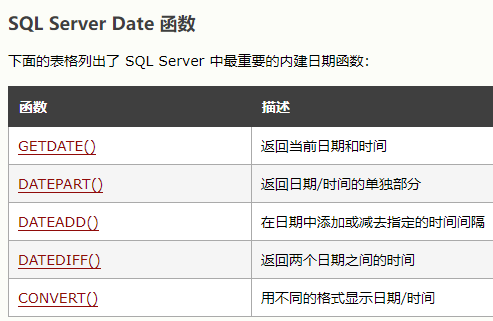 SQL Server Date 函数
下面的表格列出了 SQL Server 中最重要的内建日期函数：
函数 描述
GETDATE() 返回当前日期和时间
DATEPART() 返回日期/时间的单独部分
DATEADD() 在日期中添加或减去指定的时间间隔
DATEDIFF() 返回两个日期之间的时间
CONVERT() 用不同的格式显示日期/时间